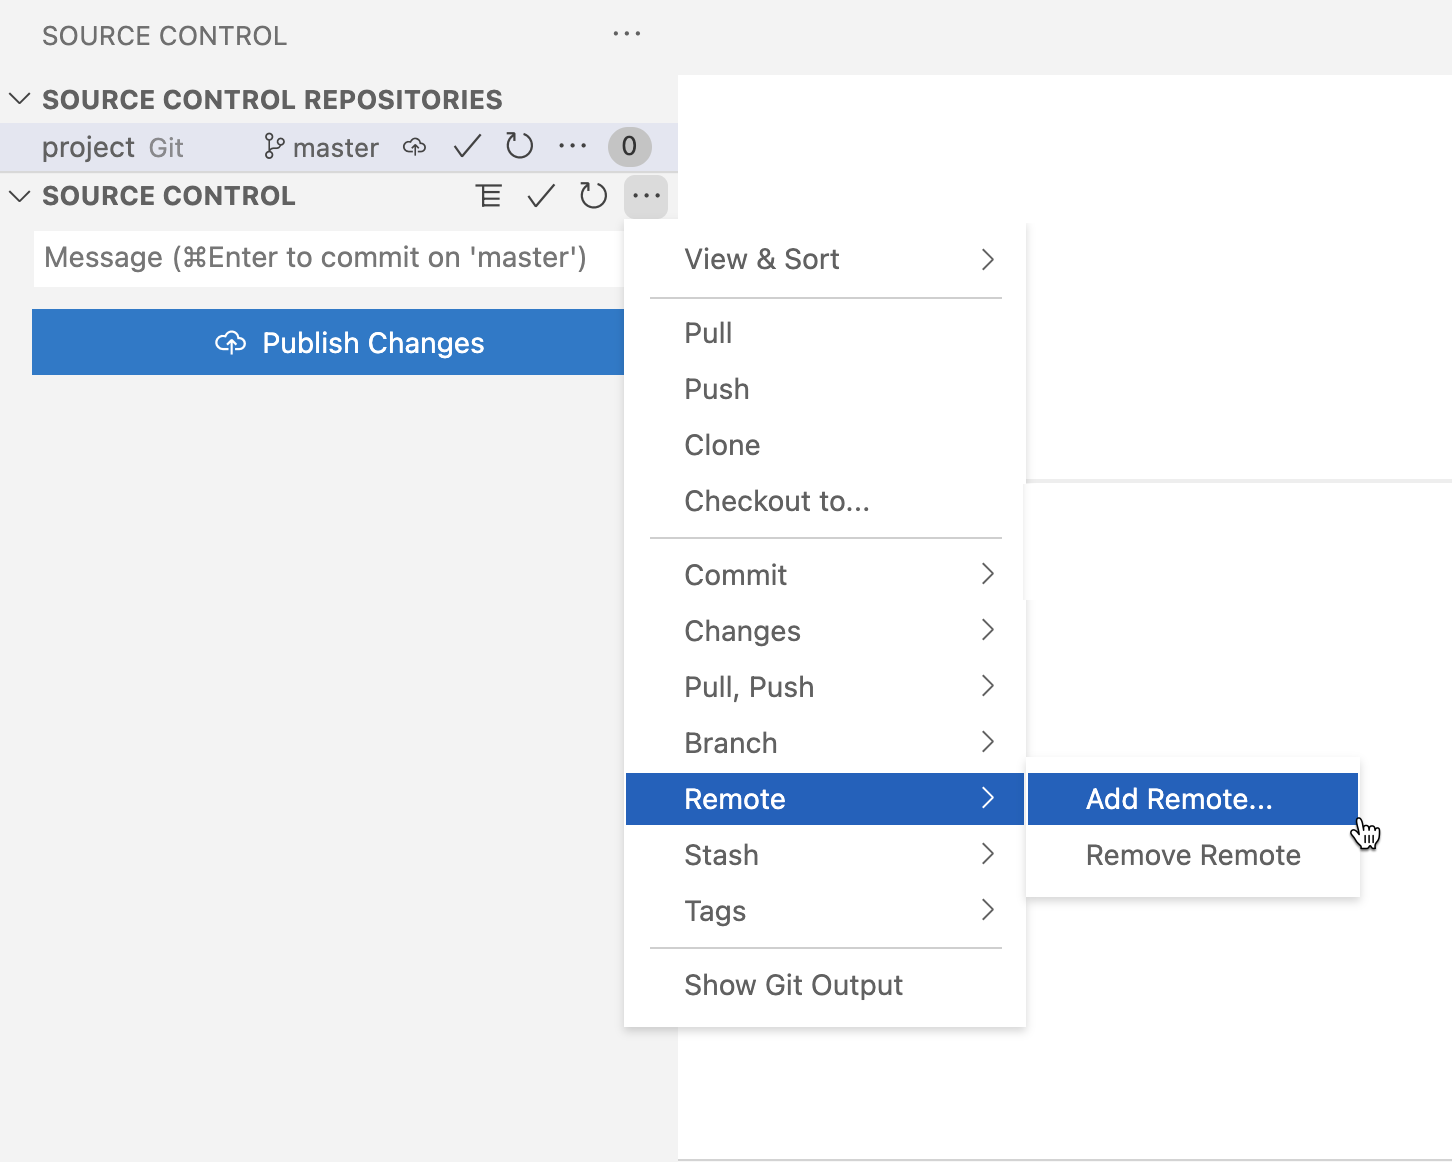 SOURCE CONTROL
SOURCE CONTROL REPOSITORIES
project Git master 0
SOURCE CONTROL
Message (⌘Enter to commit on 'master')
Publish Changes
View & Sort
Pull
Push
Clone
Checkout to...
Commit
Changes
Pull, Push
Branch
Remote
Add Remote...
Remove Remote
Stash
Tags
Show Git Output